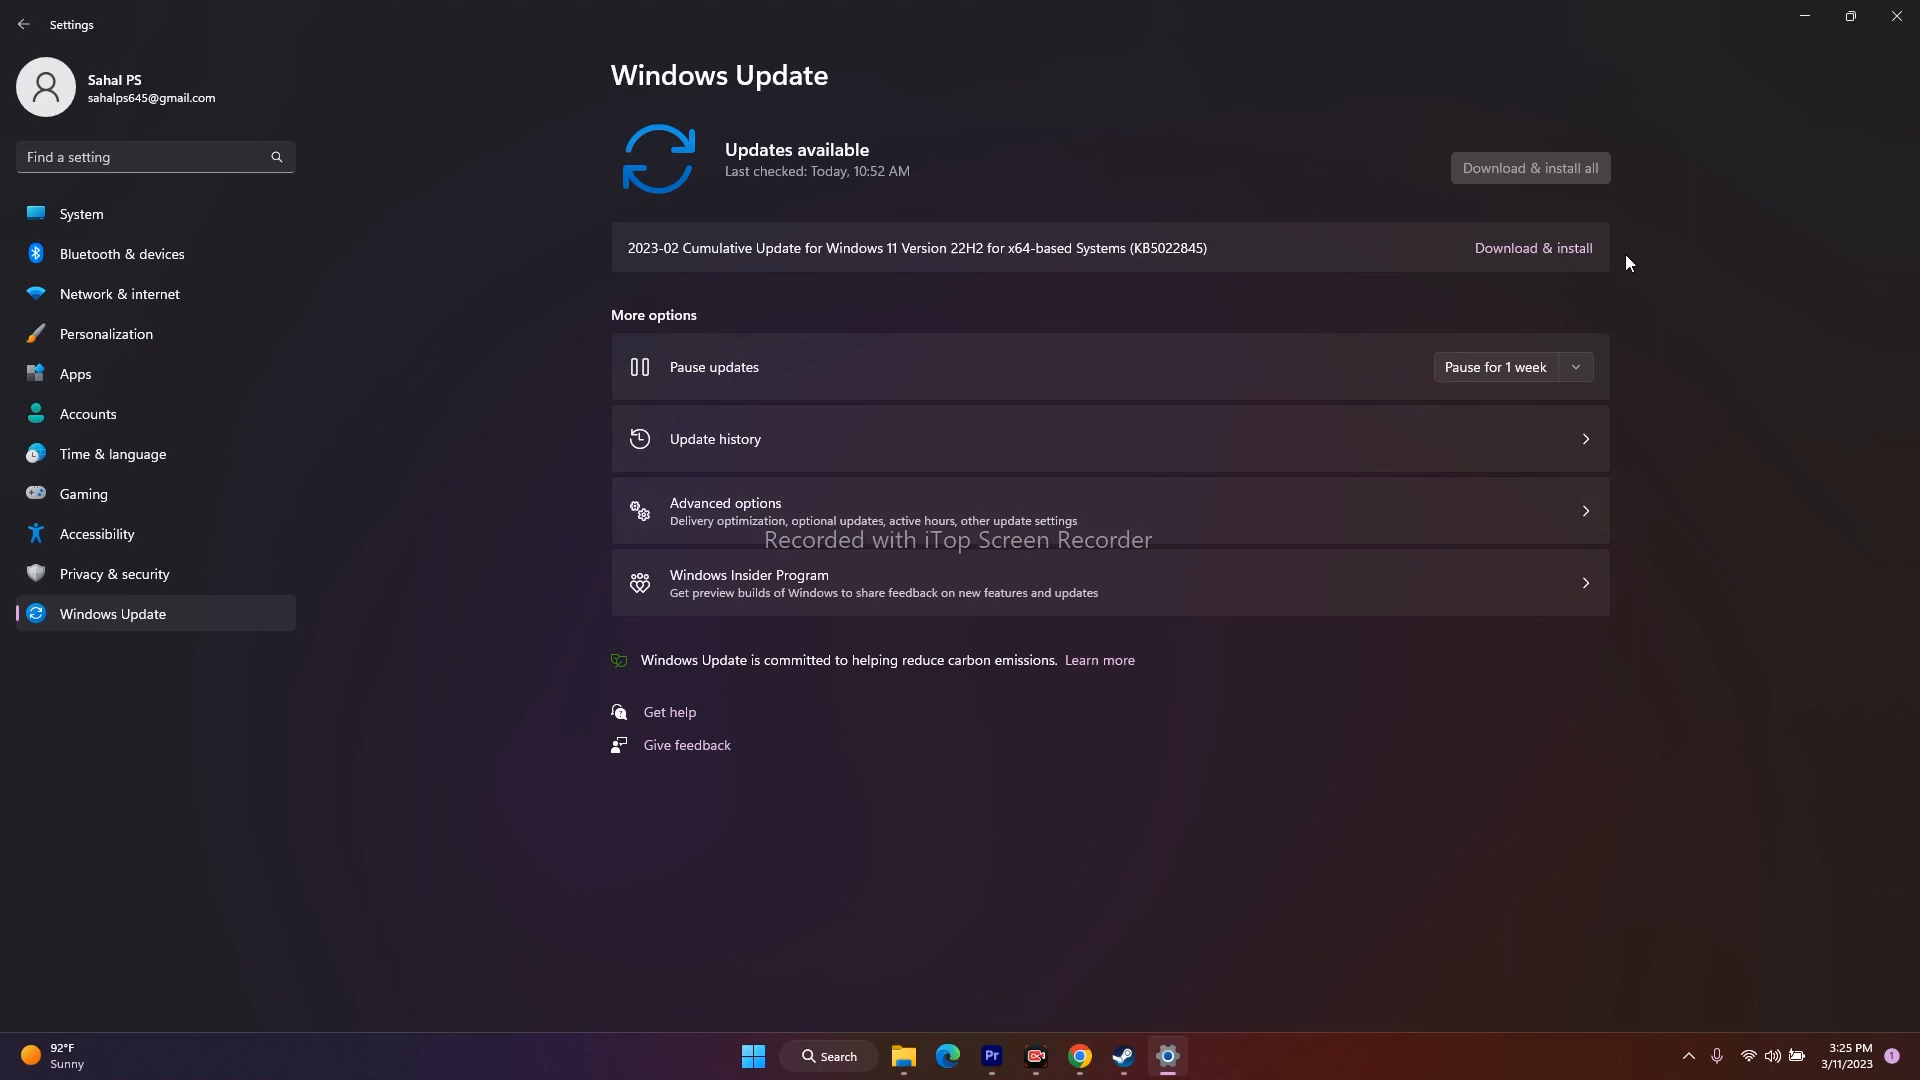 Settings
Sahal PS
sahalps645@gmail.com
Find a setting
System
Bluetooth & devices
Network & internet
Personalization
Apps
Accounts
Time & language
Gaming
Accessibility
Privacy & security
Windows Update
Windows Update
Updates available
Last checked: Today, 10:52 AM
Download & install all
2023-02 Cumulative Update for Windows 11 Version 22H2 for x64-based Systems (KB5022845)
Download & install
More options
Pause updates
Pause for 1 week
Update history
Advanced options
Delivery optimization, optional updates, active hours, other update settings
Recorded with iTop Screen Recorder
Windows Insider Program
Get preview builds of Windows to share feedback on new features and updates
Windows Update is committed to helping reduce carbon emissions. Learn more
Get help
Give feedback
92°F
Sunny
Search
Pr
3:25 PM
3/11/2023
1